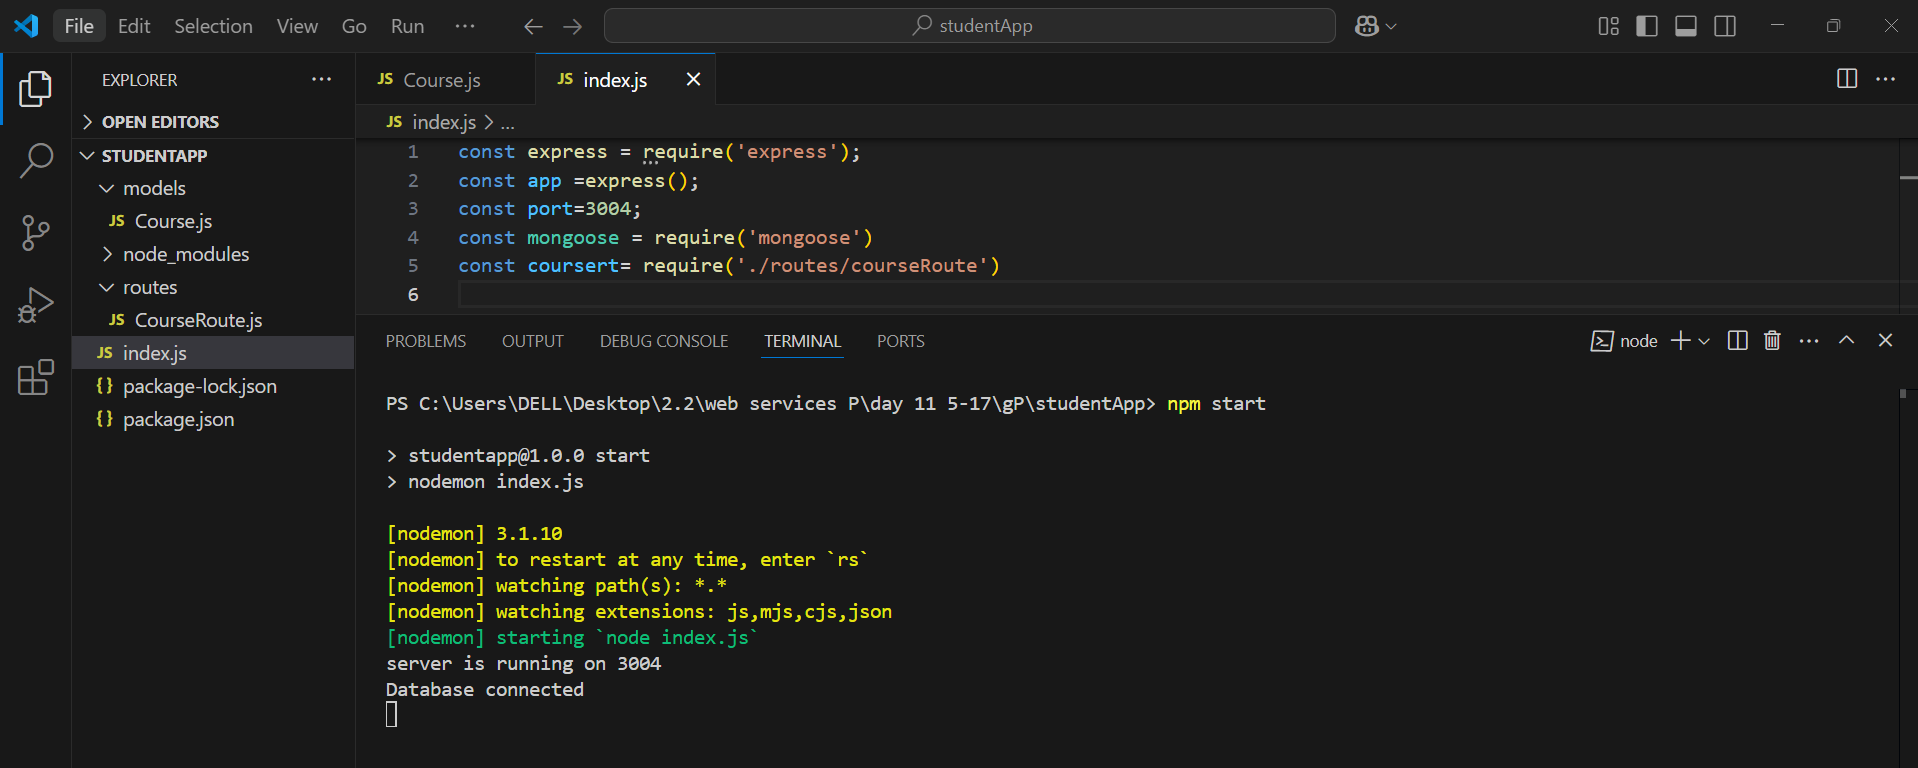 File Edit Selection View Go Run ··· studentApp
EXPLORER ···
OPEN EDITORS
STUDENTAPP
models
JS Course.js
node_modules
routes
JS CourseRoute.js
JS index.js
{} package-lock.json
{} package.json
JS Course.js JS index.js
JS index.js > ...
1 const express = require('express');
2 const app =express();
3 const port=3004;
4 const mongoose = require('mongoose')
5 const coursert= require('./routes/courseRoute')
6
PROBLEMS OUTPUT DEBUG CONSOLE TERMINAL PORTS node
PS C:\Users\DELL\Desktop\2.2\web services P\day 11 5-17\gP\studentApp> npm start
> studentapp@1.0.0 start
> nodemon index.js
[nodemon] 3.1.10
[nodemon] to restart at any time, enter `rs`
[nodemon] watching path(s): *.*
[nodemon] watching extensions: js,mjs,cjs,json
[nodemon] starting `node index.js`
server is running on 3004
Database connected